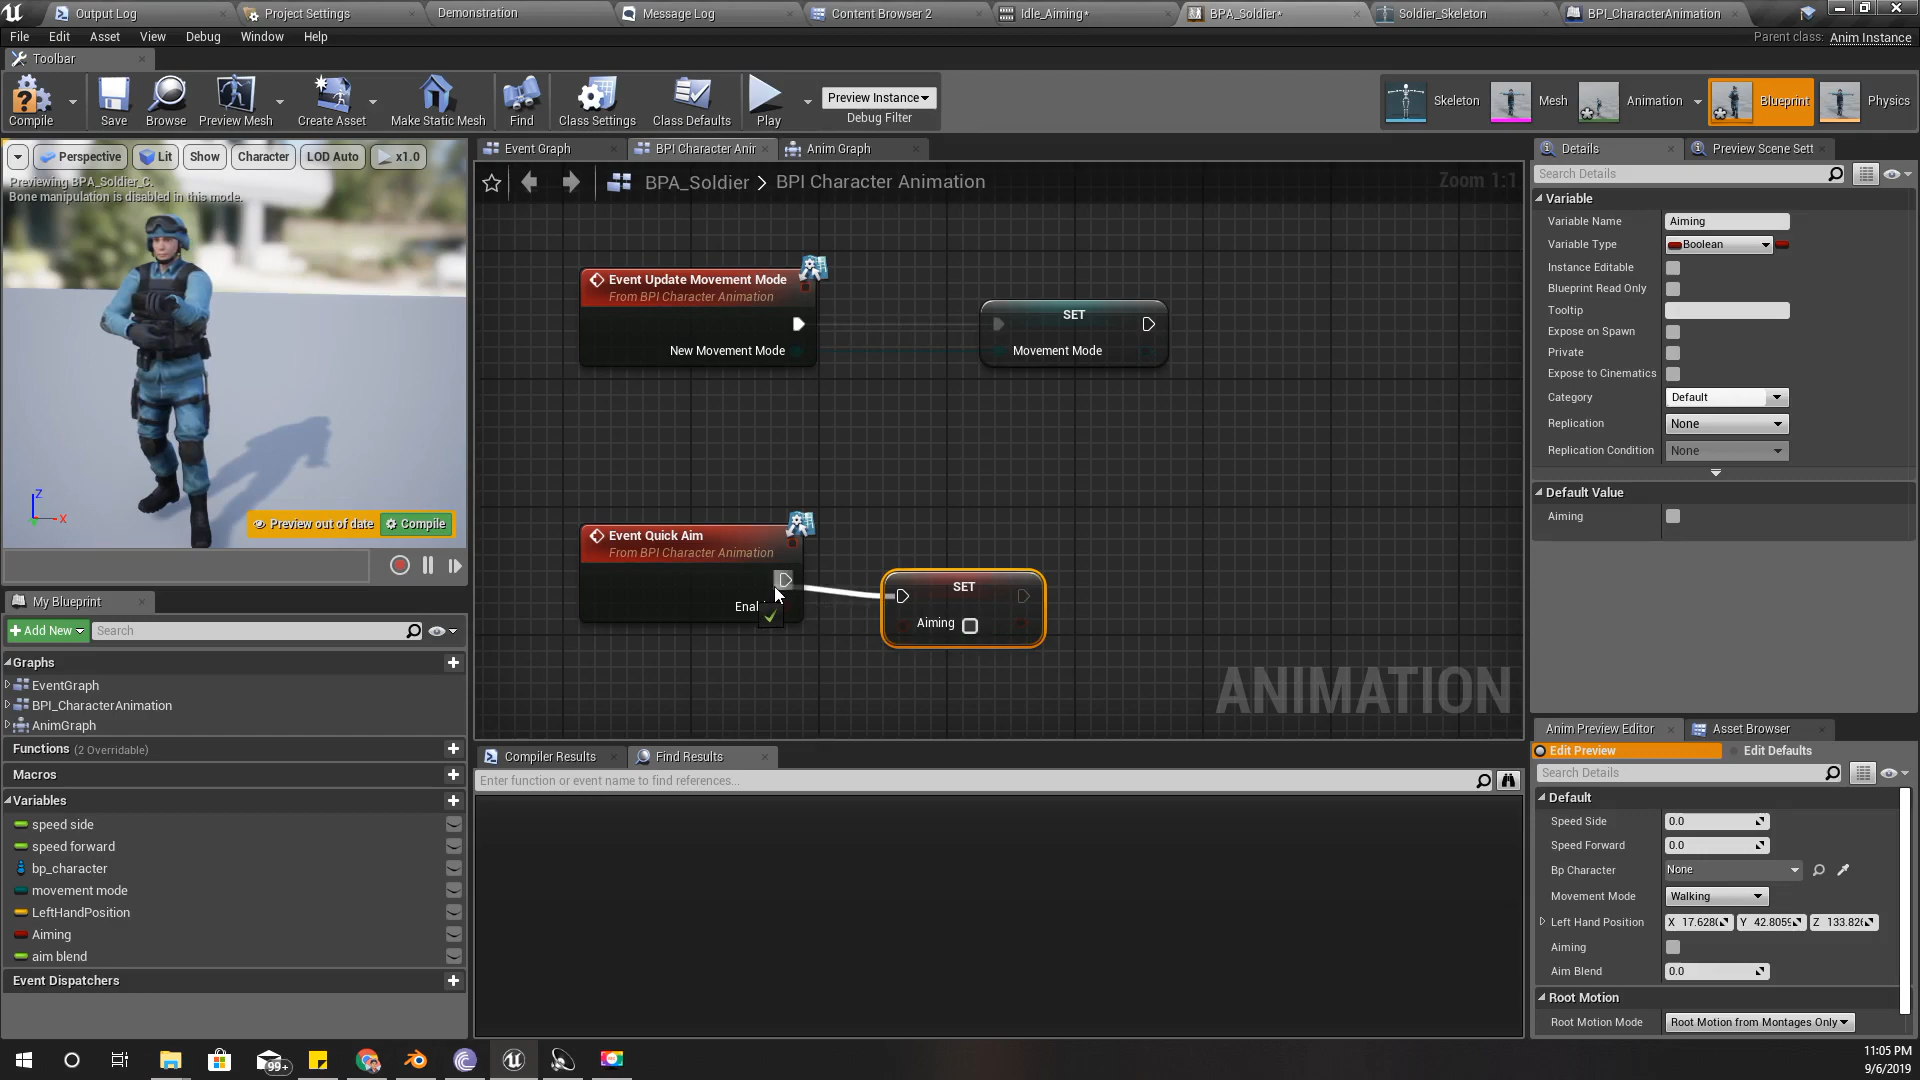 Output Log
Project Settings
Demonstration
Message Log
Content Browser 2
Idle_Aiming*
BPA_Soldier*
Soldier_Skeleton
BPI_CharacterAnimation
File Edit Asset View Debug Window Help
Parent class: Anim Instance
Toolbar
Compile
Save
Browse
Preview Mesh
Create Asset
Make Static Mesh
Find
Class Settings
Class Defaults
Play
Preview Instance
Debug Filter
Skeleton
Mesh
Animation
Blueprint
Physics
Perspective
Lit
Show
Character
LOD Auto
x1.0
Previewing BPA_Soldier_C.
Bone manipulation is disabled in this mode.
Z
X
Preview out of date
Compile
Event Graph
BPI Character Anir
Anim Graph
BPA_Soldier > BPI Character Animation
Zoom 1:1
Event Update Movement Mode
From BPI Character Animation
New Movement Mode
SET
Movement Mode
Event Quick Aim
From BPI Character Animation
SET
Aiming
ANIMATION
My Blueprint
Add New
Search
Graphs
EventGraph
BPI_CharacterAnimation
AnimGraph
Functions (2 Overridable)
Macros
Variables
speed side
speed forward
bp_character
movement mode
LeftHandPosition
Aiming
aim blend
Event Dispatchers
Compiler Results
Find Results
Enter function or event name to find references...
Details
Preview Scene Sett
Search Details
Variable
Variable Name Aiming
Variable Type Boolean
Instance Editable
Blueprint Read Only
Tooltip
Expose on Spawn
Private
Expose to Cinematics
Category Default
Replication None
Replication Condition None
Default Value
Aiming
Anim Preview Editor
Asset Browser
Edit Preview
Edit Defaults
Search Details
Default
Speed Side 0.0
Speed Forward 0.0
Bp Character None
Movement Mode Walking
Left Hand Position X Y 42.805 Z
Aiming
Aim Blend 0.0
Root Motion
Root Motion Mode Root Motion from Montages Only
99+
11:05 PM
9/6/2019